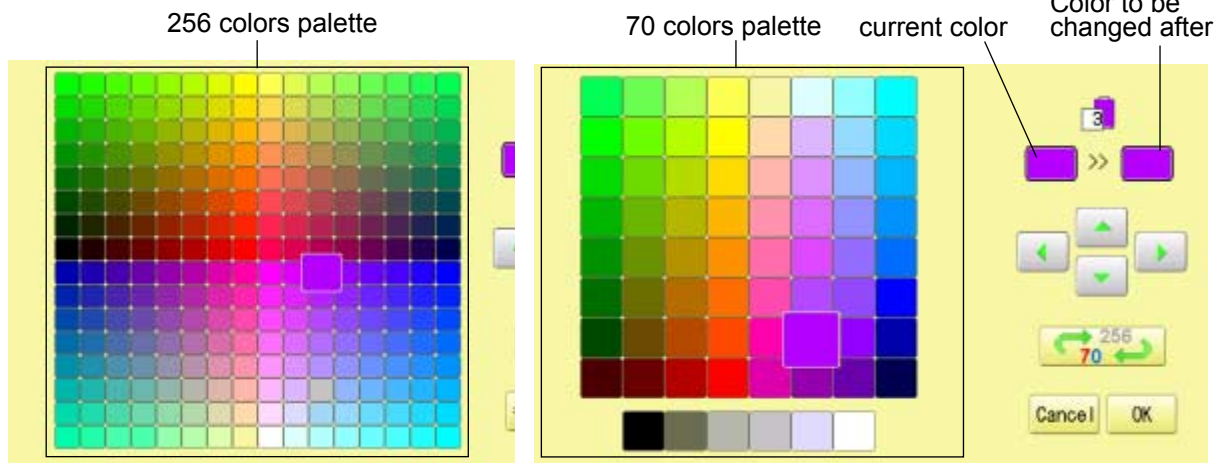 256 colors palette
70 colors palette
current color
Color to be
changed after
3
>>
256
70
Cancel
OK